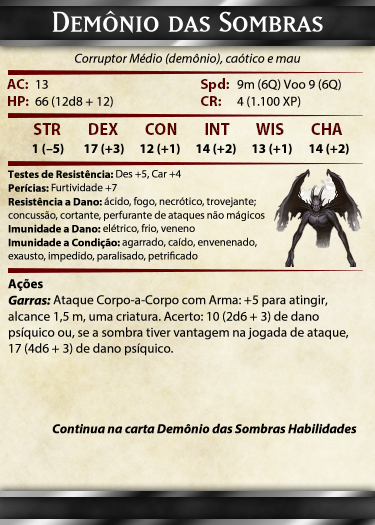 DEMÔNIO DAS SOMBRAS
Corruptor Médio (demônio), caótico e mau
AC: 13 Spd: 9m (6Q) Voo 9 (6Q)
HP: 66 (12d8 + 12) CR: 4 (1.100 XP)
STR DEX CON INT WIS CHA
1 (–5) 17 (+3) 12 (+1) 14 (+2) 13 (+1) 14 (+2)
Testes de Resistência: Des +5, Car +4
Perícias: Furtividade +7
Resistência a Dano: ácido, fogo, necrótico, trovejante;
concussão, cortante, perfurante de ataques não mágicos
Imunidade a Dano: elétrico, frio, veneno
Imunidade a Condição: agarrado, caído, envenenado,
exausto, impedido, paralisado, petrificado
Ações
Garras: Ataque Corpo-a-Corpo com Arma: +5 para atingir,
alcance 1,5 m, uma criatura. Acerto: 10 (2d6 + 3) de dano
psíquico ou, se a sombra tiver vantagem na jogada de ataque,
17 (4d6 + 3) de dano psíquico.
Continua na carta Demônio das Sombras Habilidades